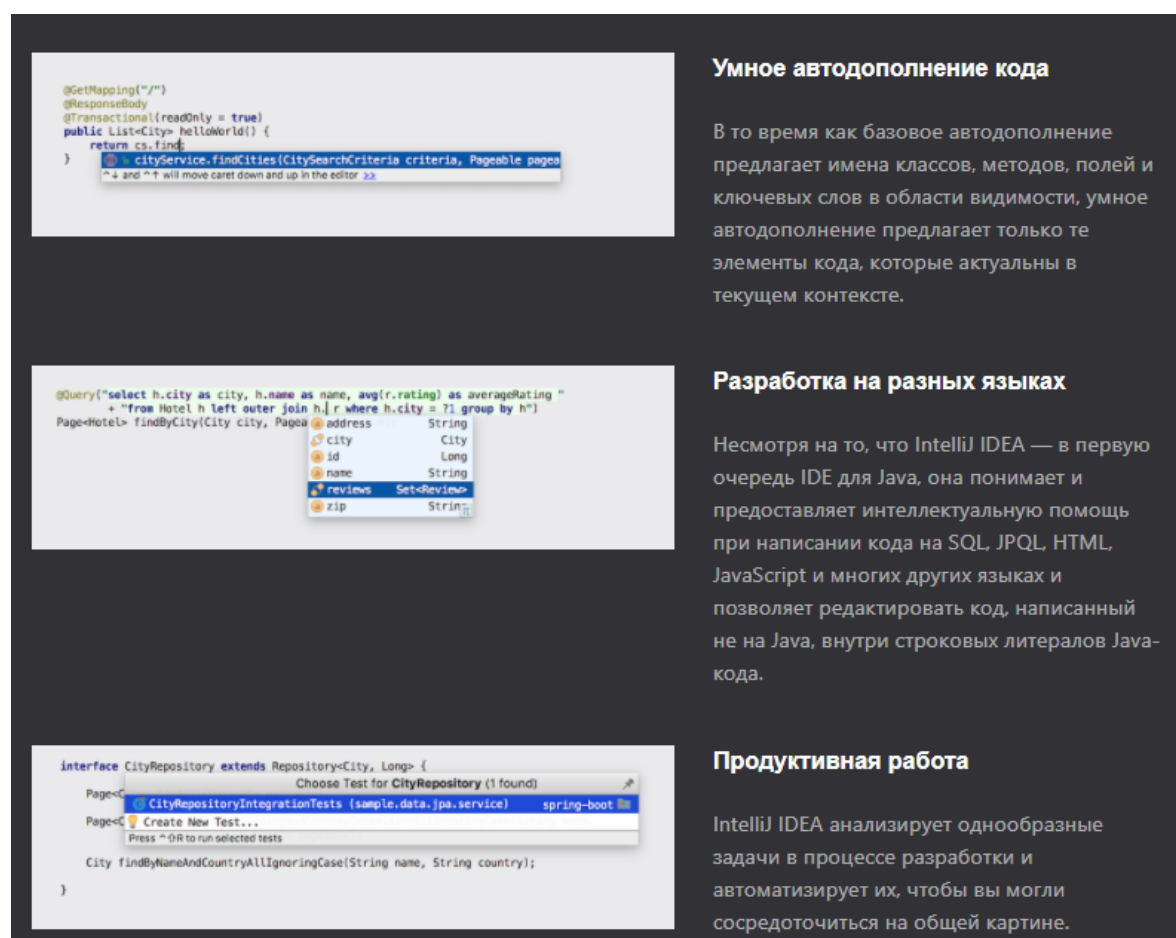 @GetMapping("/")
@ResponseBody
@Transactional(readOnly = true)
public List<City> helloWorld() {
return cs.find;
}
cityService.findCities(CitySearchCriteria criteria, Pageable pagea
^↓ and ^↑ will move caret down and up in the editor >>
Умное автодополнение кода
В то время как базовое автодополнение
предлагает имена классов, методов, полей и
ключевых слов в области видимости, умное
автодополнение предлагает только те
элементы кода, которые актуальны в
текущем контексте.
@Query("select h.city as city, h.name as name, avg(r.rating) as averageRating "
+ "from Hotel h left outer join h. r where h.city = ?1 group by h")
Page<Hotel> findByCity(City city, Pagea
address String
city City
id Long
name String
reviews Set<Review>
zip String
Разработка на разных языках
Несмотря на то, что IntelliJ IDEA — в первую
очередь IDE для Java, она понимает и
предоставляет интеллектуальную помощь
при написании кода на SQL, JPQL, HTML,
JavaScript и многих других языках и
позволяет редактировать код, написанный
не на Java, внутри строковых литералов Java-
кода.
interface CityRepository extends Repository<City, Long> {
Choose Test for CityRepository (1 found)
Page<C
CityRepositoryIntegrationTests (sample.data.jpa.service) spring-boot
Page<C
Create New Test...
Press ^⇧R to run selected tests
City findByNameAndCountryAllIgnoringCase(String name, String country);
}
Продуктивная работа
IntelliJ IDEA анализирует однообразные
задачи в процессе разработки и
автоматизирует их, чтобы вы могли
сосредоточиться на общей картине.